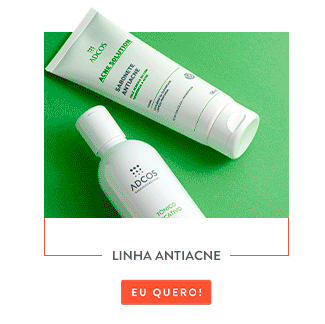 ADCOS
ACNE SOLUTION
SABONETE
ANTIACNE
ADCOS
TÔNICO
LINHA ANTIACNE
EU QUERO!